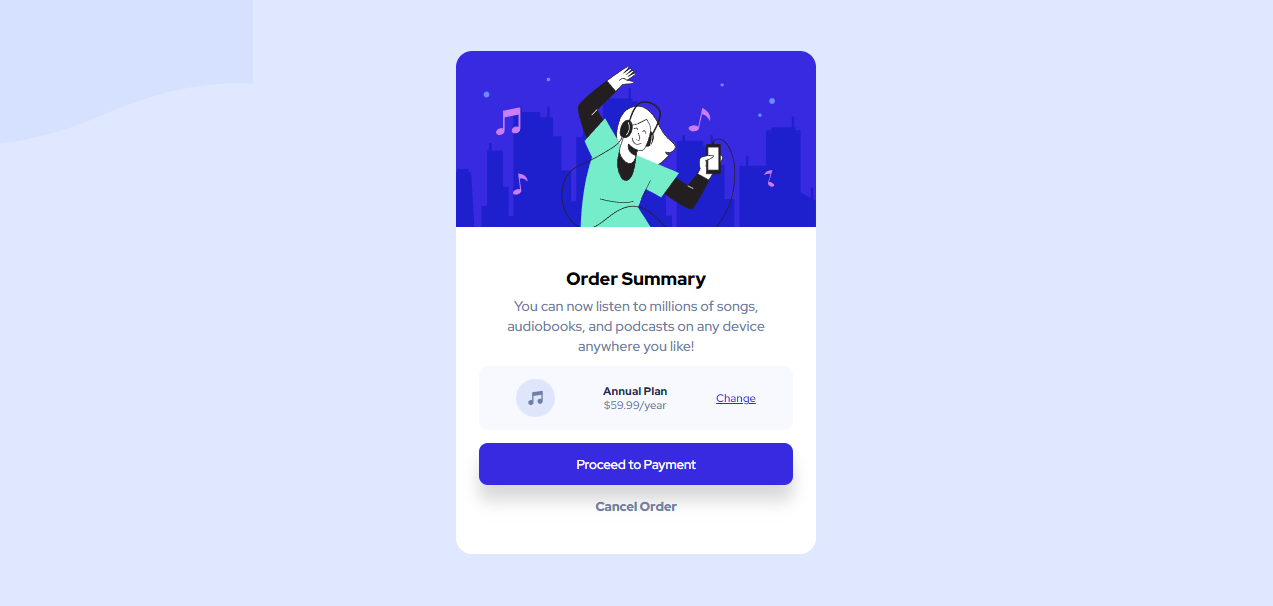 Order Summary
You can now listen to millions of songs,
audiobooks, and podcasts on any device
anywhere you like!
Annual Plan
$59.99/year
Change
Proceed to Payment
Cancel Order